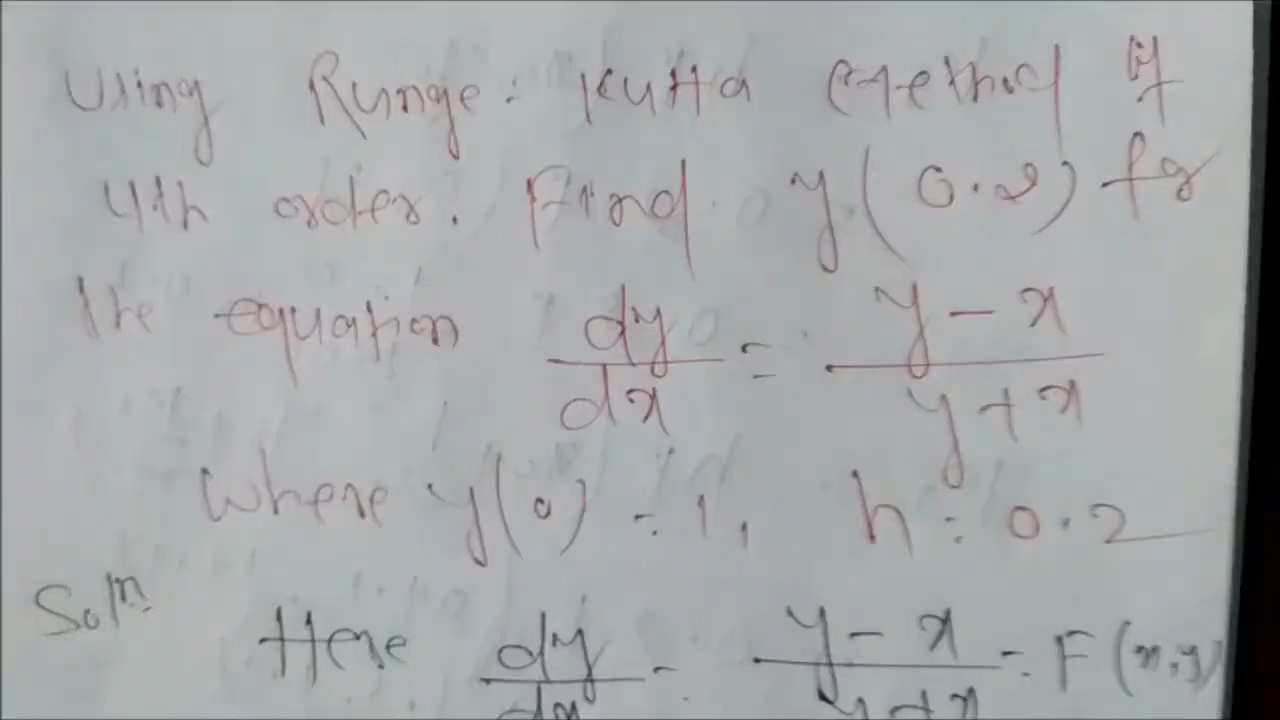 Using Runge-Kutta Method of
4th order. Find y(0.2) for
the equation dy/dx = y-x/y+x
where y(0) = 1, h = 0.2
Solⁿ
Here dy/dx = y-x/y+x = F(x,y)